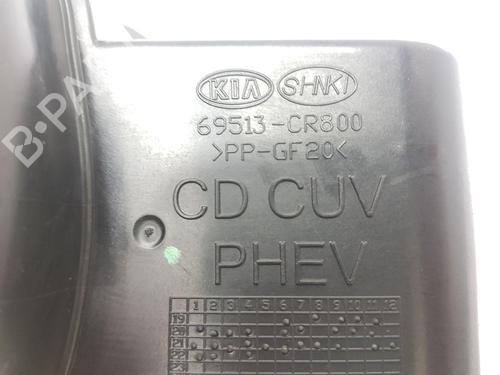 KIA SHNKI
69513-CR800
>PP-GF20<
CD CUV
PHEV
1 2 3 4 5 6 7 8 9 10 11 12
19
20
21
22
23
B-PA